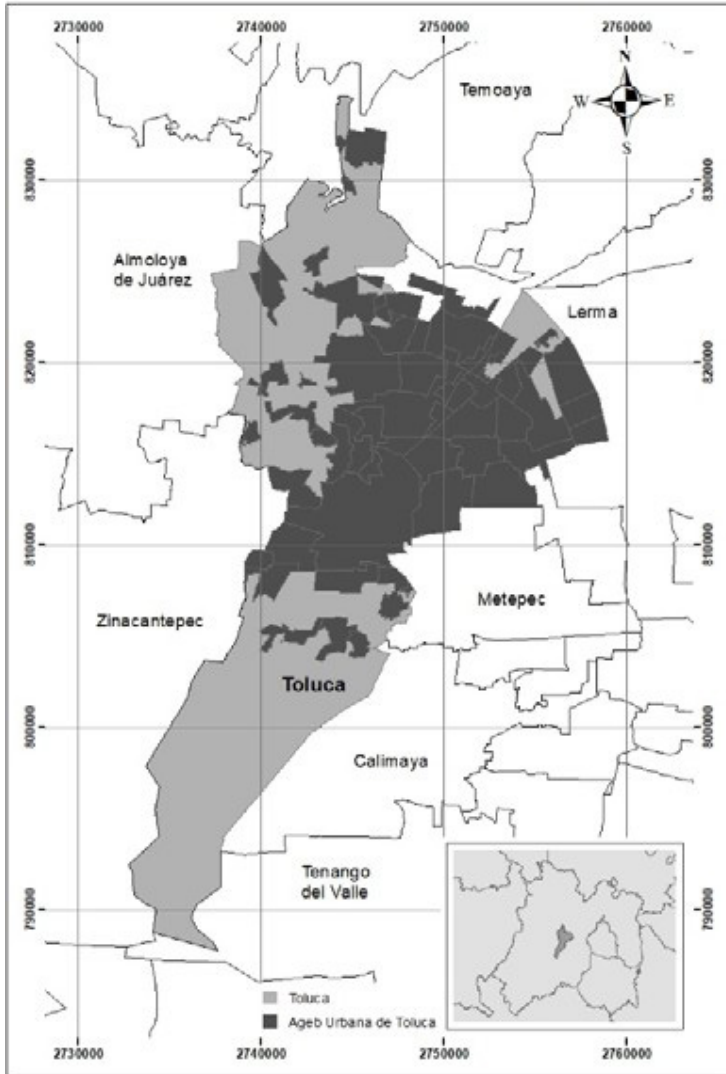 2730000 2740000 2750000 2760000
Temoaya
N
W E
S
830000 830000
Almoloya
de Juárez
Lerma
820000 820000
810000 810000
Zinacantepec
Metepec
Toluca
800000 800000
Calimaya
Tenango
del Valle
790000 790000
Toluca
Ageb Urbana de Toluca
2730000 2740000 2750000 2760000